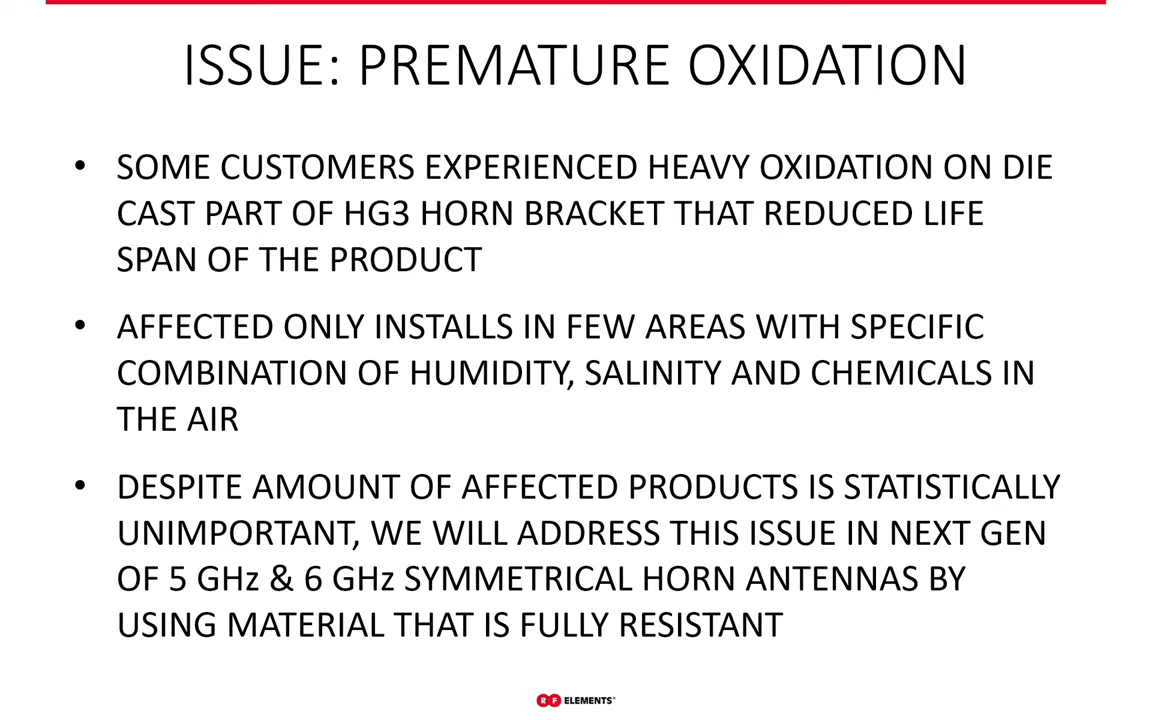 ISSUE: PREMATURE OXIDATION
• SOME CUSTOMERS EXPERIENCED HEAVY OXIDATION ON DIE
CAST PART OF HG3 HORN BRACKET THAT REDUCED LIFE
SPAN OF THE PRODUCT
• AFFECTED ONLY INSTALLS IN FEW AREAS WITH SPECIFIC
COMBINATION OF HUMIDITY, SALINITY AND CHEMICALS IN
THE AIR
• DESPITE AMOUNT OF AFFECTED PRODUCTS IS STATISTICALLY
UNIMPORTANT, WE WILL ADDRESS THIS ISSUE IN NEXT GEN
OF 5 GHz & 6 GHz SYMMETRICAL HORN ANTENNAS BY
USING MATERIAL THAT IS FULLY RESISTANT
RF ELEMENTS®